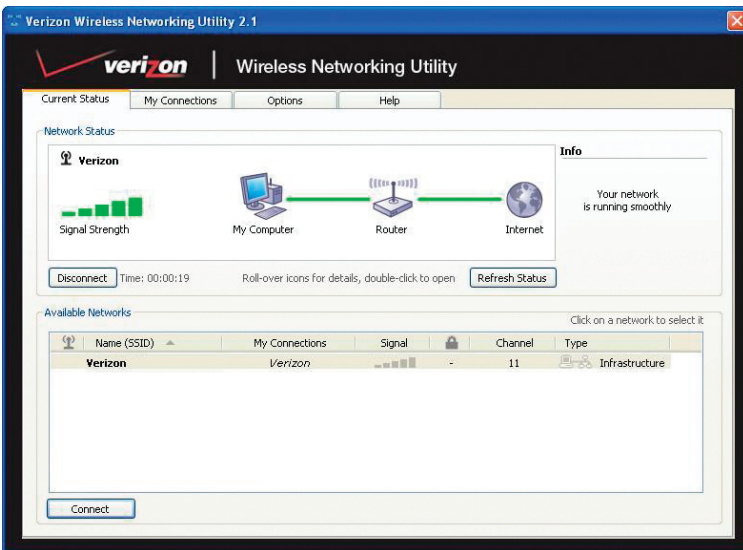 Verizon Wireless Networking Utility 2.1
verizon | Wireless Networking Utility
Current Status My Connections Options Help
Network Status
Verizon
Signal Strength My Computer Router Internet
Info
Your network
is running smoothly
Disconnect Time: 00:00:19 Roll-over icons for details, double-click to open Refresh Status
Available Networks
Click on a network to select it
Name (SSID) My Connections Signal Channel Type
Verizon Verizon - 11 Infrastructure
Connect